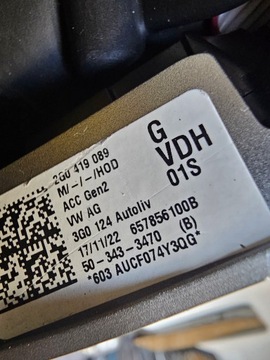 2G0 419 089
M/-/-/HOD
ACC Gen2
VW AG
3G0 124 Autoliv
17/11/22 657856100B
50-343-3470 (B)
*603 AUCF074Y3QG*
G
VDH
01S